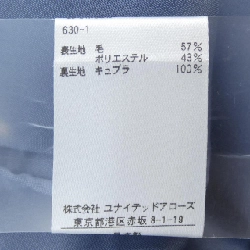 630-1
表生地 毛 57%
ポリエステル 43%
裏生地 キュプラ 100%
株式会社 ユナイテッドアローズ
東京都港区赤坂 8-1-19